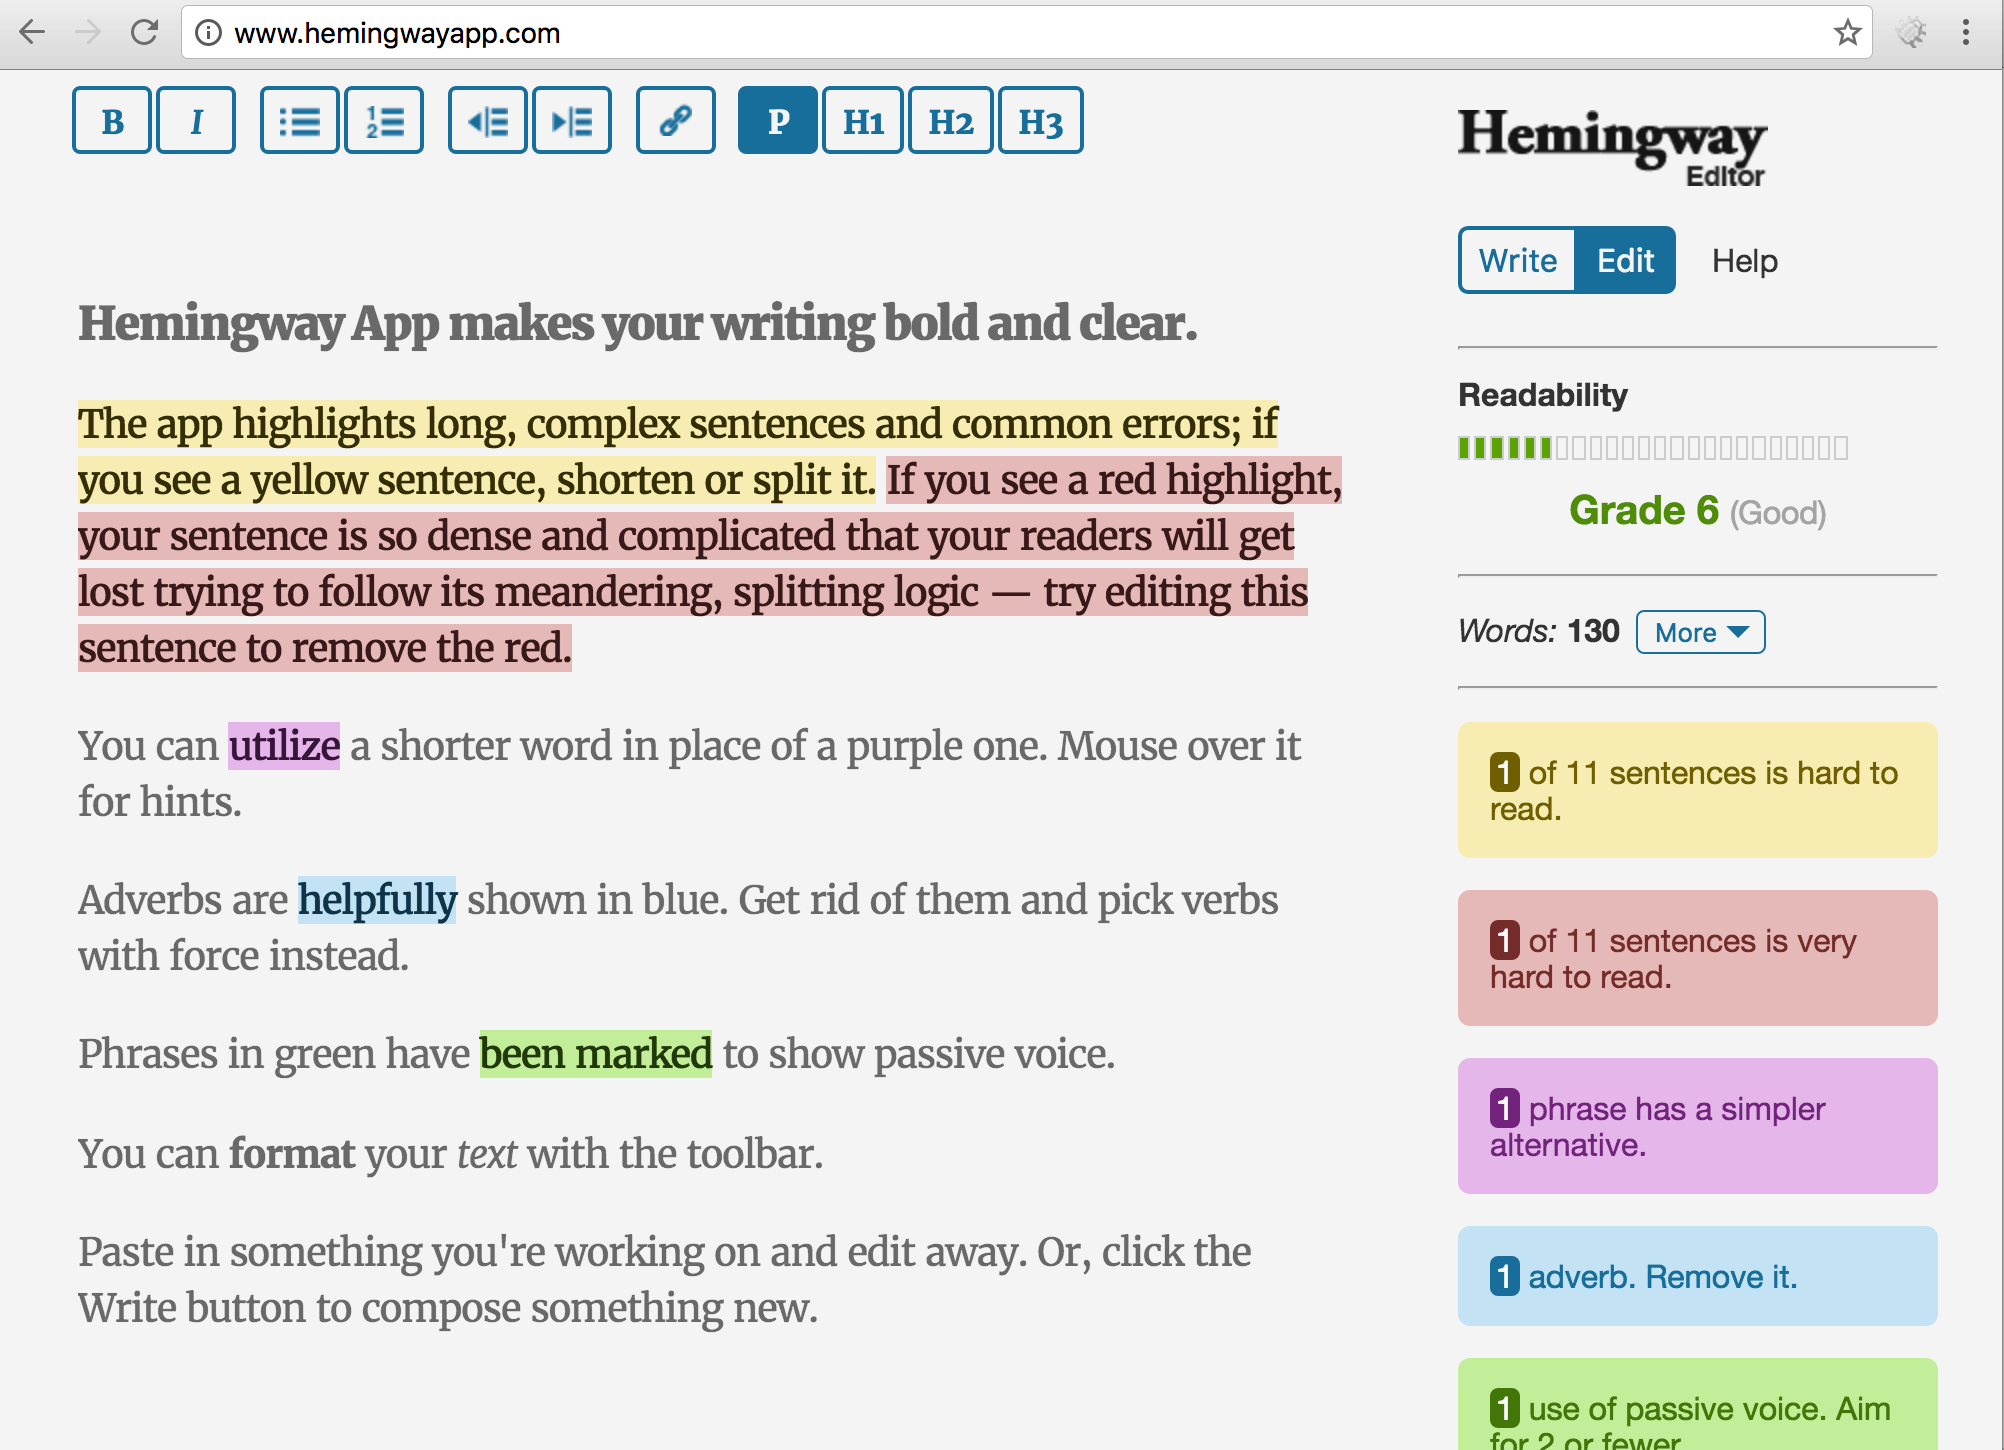 www.hemingwayapp.com
B I 1 2 P H1 H2 H3
Hemingway
Editor
Write Edit Help
Hemingway App makes your writing bold and clear.
The app highlights long, complex sentences and common errors; if
you see a yellow sentence, shorten or split it. If you see a red highlight,
your sentence is so dense and complicated that your readers will get
lost trying to follow its meandering, splitting logic — try editing this
sentence to remove the red.
You can utilize a shorter word in place of a purple one. Mouse over it
for hints.
Adverbs are helpfully shown in blue. Get rid of them and pick verbs
with force instead.
Phrases in green have been marked to show passive voice.
You can format your text with the toolbar.
Paste in something you're working on and edit away. Or, click the
Write button to compose something new.
Readability
Grade 6 (Good)
Words: 130 More
1 of 11 sentences is hard to
read.
1 of 11 sentences is very
hard to read.
1 phrase has a simpler
alternative.
1 adverb. Remove it.
1 use of passive voice. Aim
for 2 or fewer